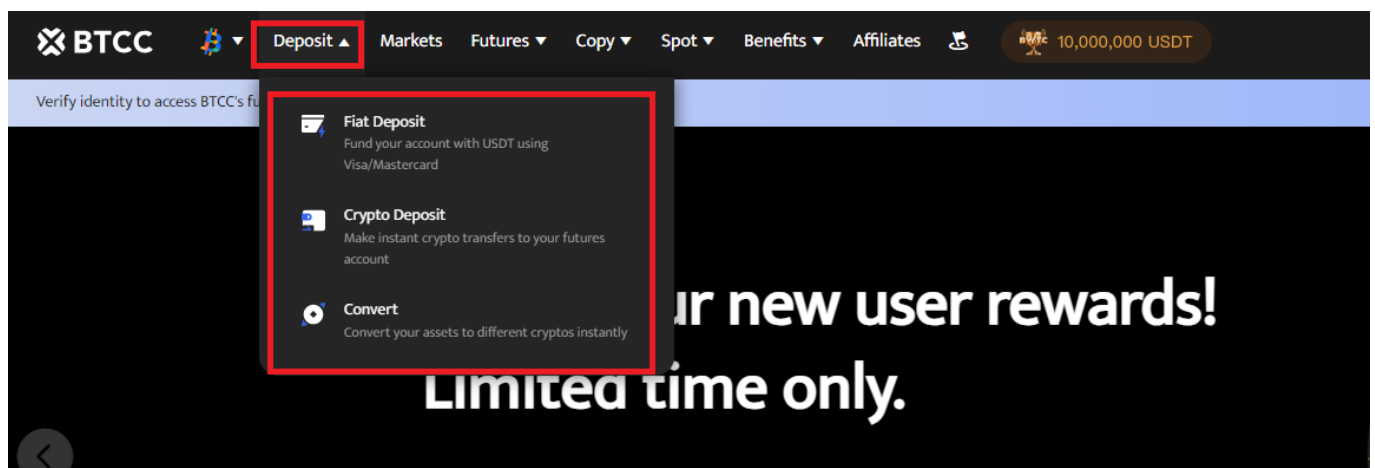 BTCC Deposit Markets Futures Copy Spot Benefits Affiliates 10,000,000 USDT
Verify identity to access BTCC's fu
Fiat Deposit
Fund your account with USDT using
Visa/Mastercard
Crypto Deposit
Make instant crypto transfers to your futures
account
Convert
Convert your assets to different cryptos instantly
ur new user rewards!
Limited time only.